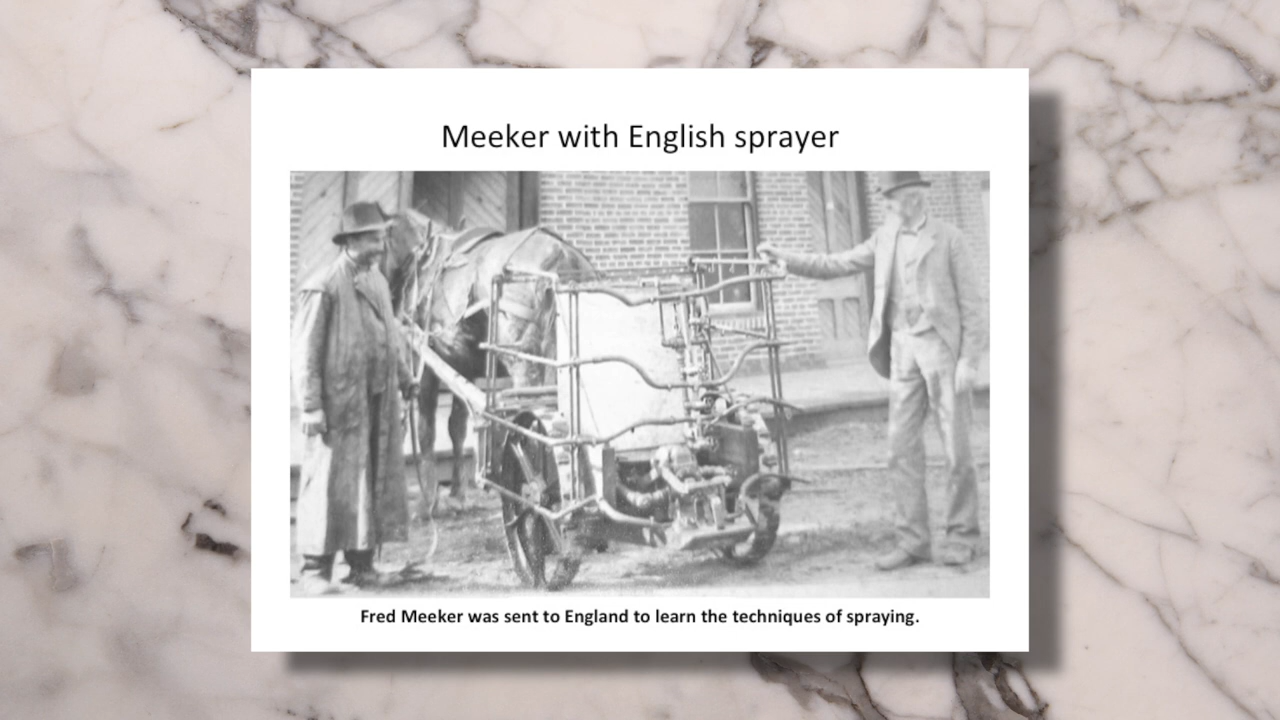 Meeker with English sprayer
Fred Meeker was sent to England to learn the techniques of spraying.